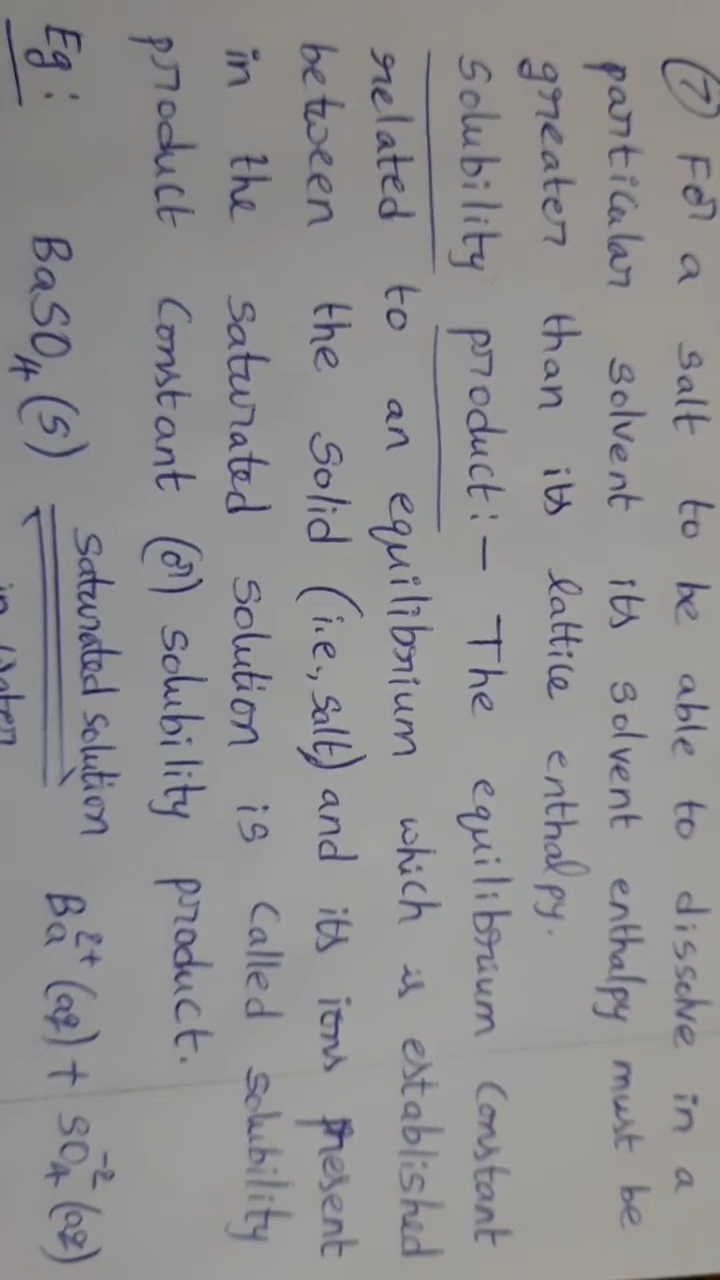 ⑦ For a salt to be able to dissolve in a
particular solvent its solvent enthalpy must be
greater than its lattice enthalpy.
Solubility product:- The equilibrium constant
related to an equilibrium which is established
between the solid (i.e., salt) and its ions present
in the saturated solution is called solubility
product constant (or) solubility product.
Eg: BaSO₄(s) ⇌ Ba²⁺(aq) + SO₄⁻²(aq)
Saturated solution
in Water